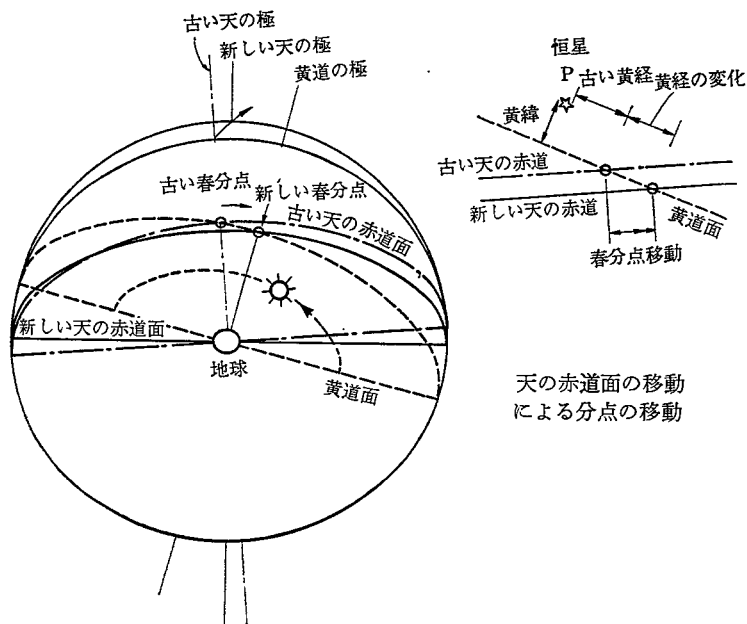 古い天の極
新しい天の極
黄道の極
古い春分点
新しい春分点
古い天の赤道面
新しい天の赤道面
地球
黄道面
恒星
P
古い黄経
黄経の変化
黄緯
古い天の赤道
新しい天の赤道
黄道面
春分点移動
天の赤道面の移動
による分点の移動